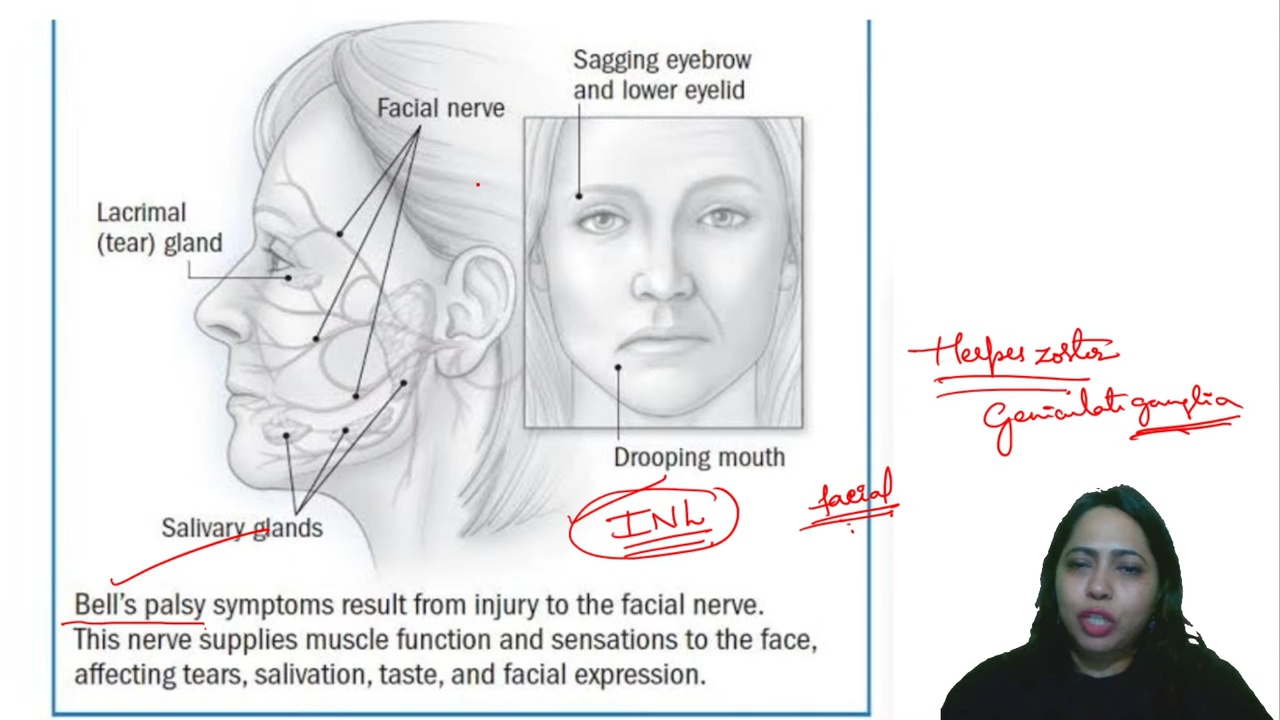 Sagging eyebrow
and lower eyelid
Facial nerve
Lacrimal
(tear) gland
Herpes zoster
Geniculate ganglia
Drooping mouth
facial
Salivary glands
Bell's palsy symptoms result from injury to the facial nerve.
This nerve supplies muscle function and sensations to the face,
affecting tears, salivation, taste, and facial expression.